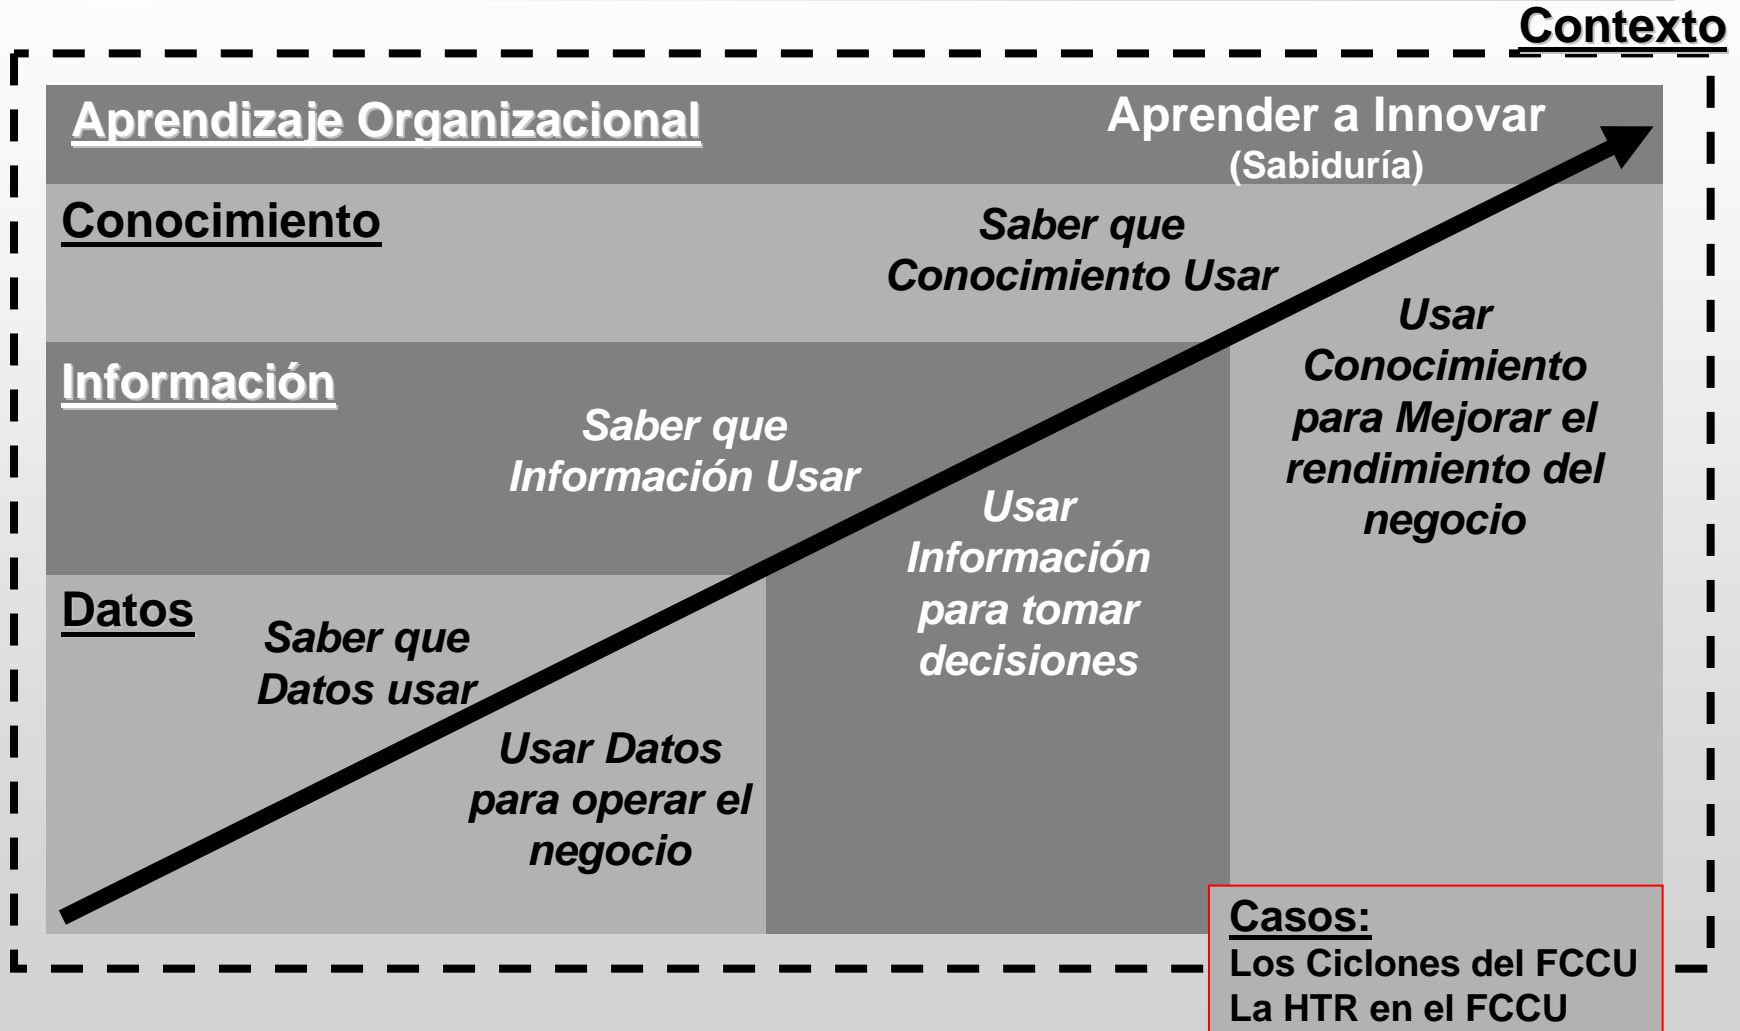 Contexto
Aprendizaje Organizacional
Aprender a Innovar
(Sabiduría)
Conocimiento
Saber que
Conocimiento Usar
Usar
Conocimiento
para Mejorar el
rendimiento del
negocio
Información
Saber que
Información Usar
Usar
Información
para tomar
decisiones
Datos
Saber que
Datos usar
Usar Datos
para operar el
negocio
Casos:
Los Ciclones del FCCU
La HTR en el FCCU